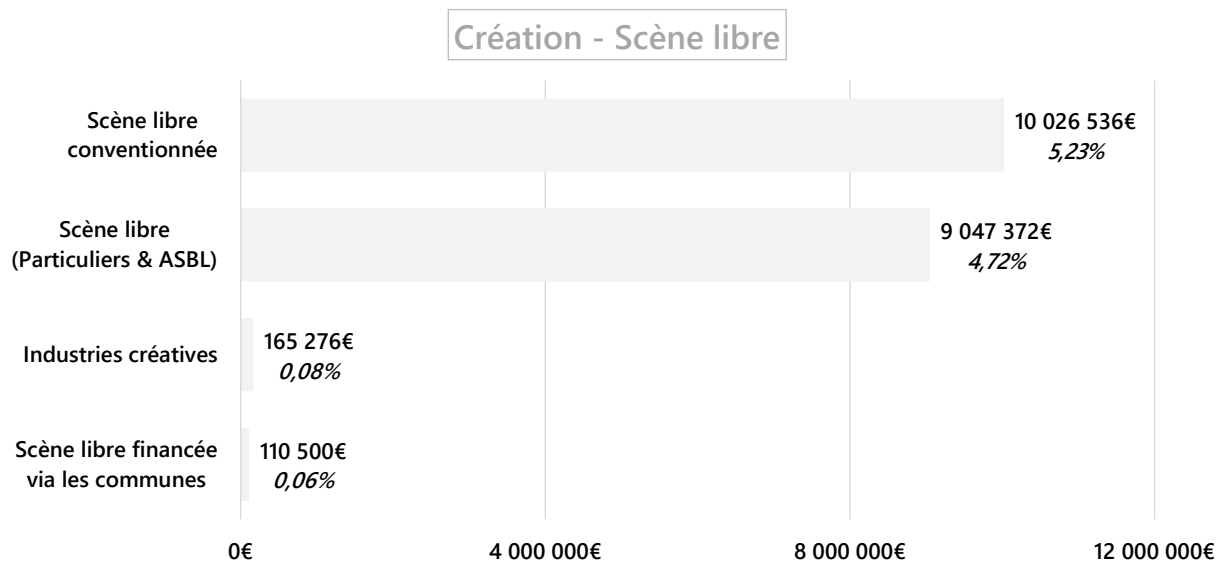 Création - Scène libre
Scène libre
conventionnée
10 026 536€
5,23%
Scène libre
(Particuliers & ASBL)
9 047 372€
4,72%
Industries créatives
165 276€
0,08%
Scène libre financée
via les communes
110 500€
0,06%
0€
4 000 000€
8 000 000€
12 000 000€